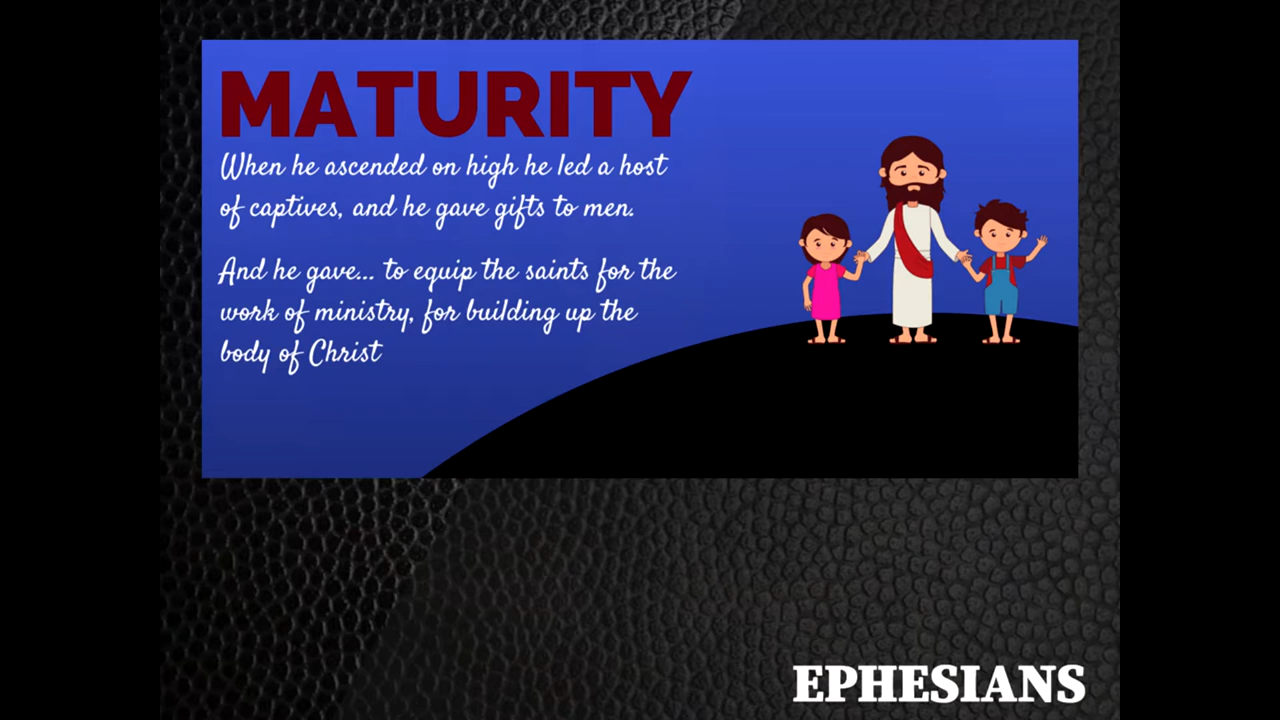 MATURITY
When he ascended on high he led a host
of captives, and he gave gifts to men.
And he gave... to equip the saints for the
work of ministry, for building up the
body of Christ
EPHESIANS